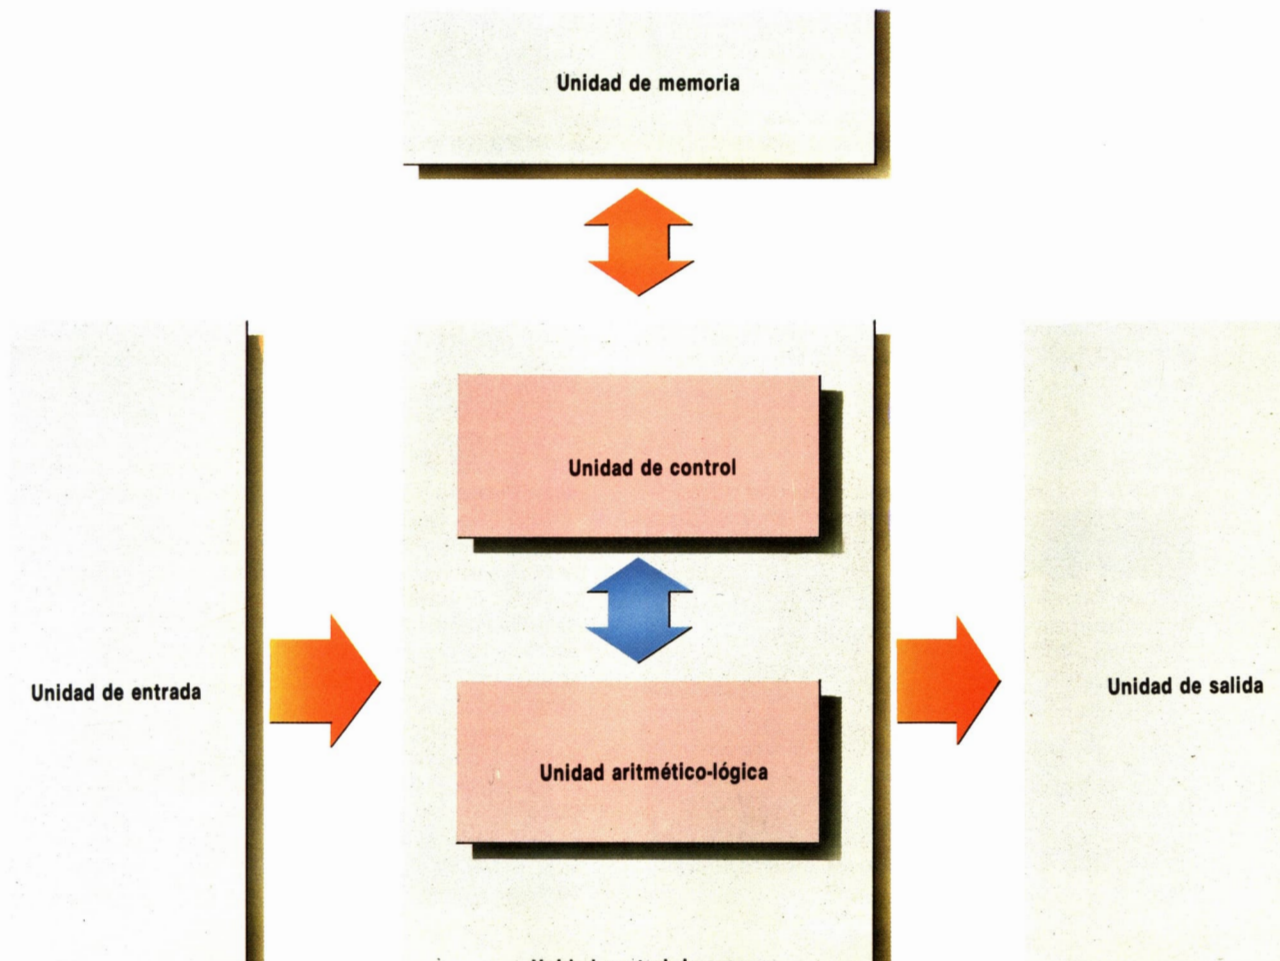 Unidad de memoria
Unidad de control
Unidad de entrada
Unidad aritmético-lógica
Unidad de salida